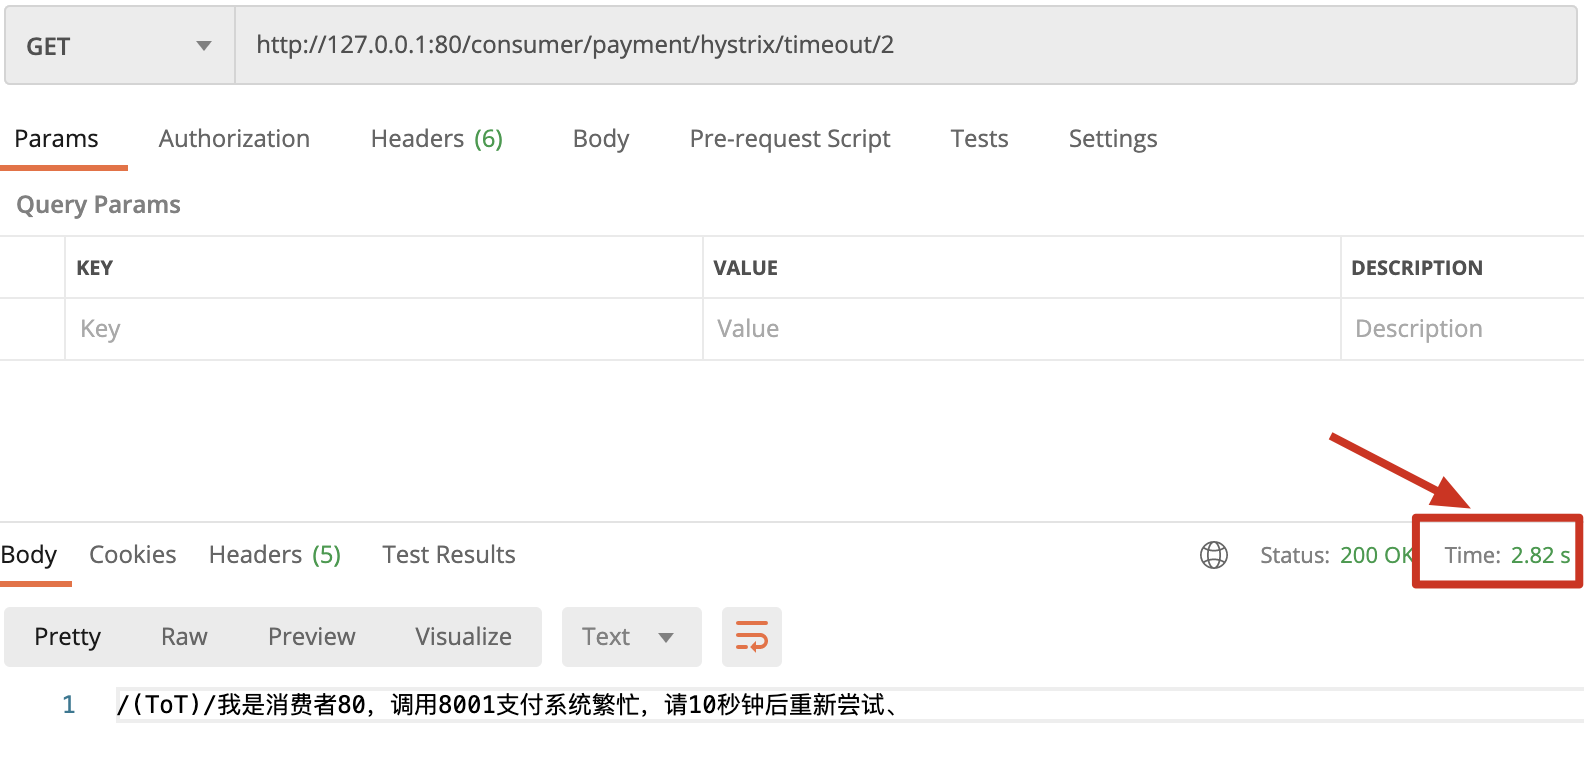 GET http://127.0.0.1:80/consumer/payment/hystrix/timeout/2
Params Authorization Headers (6) Body Pre-request Script Tests Settings
Query Params
KEY VALUE DESCRIPTION
Key Value Description
Body Cookies Headers (5) Test Results Status: 200 OK Time: 2.82 s
Pretty Raw Preview Visualize Text
1 /(ToT)/我是消费者80，调用8001支付系统繁忙，请10秒钟后重新尝试、